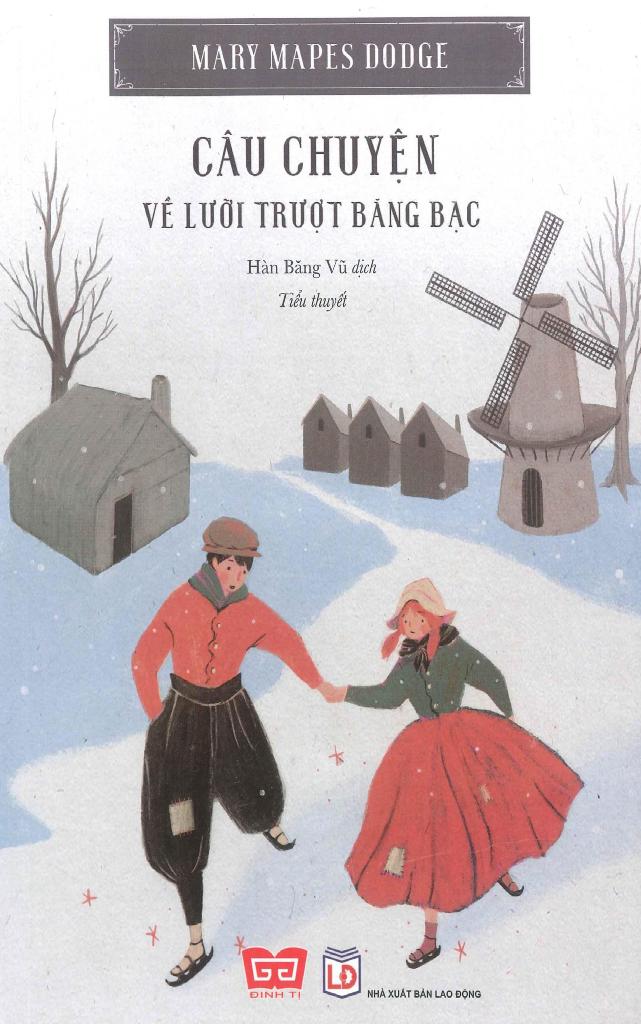 MARY MAPES DODGE
CÂU CHUYỆN
VỀ LƯỠI TRƯỢT BĂNG BẠC
Hàn Băng Vũ dịch
Tiểu thuyết
ĐINH TỊ
LĐ
NHÀ XUẤT BẢN LAO ĐỘNG